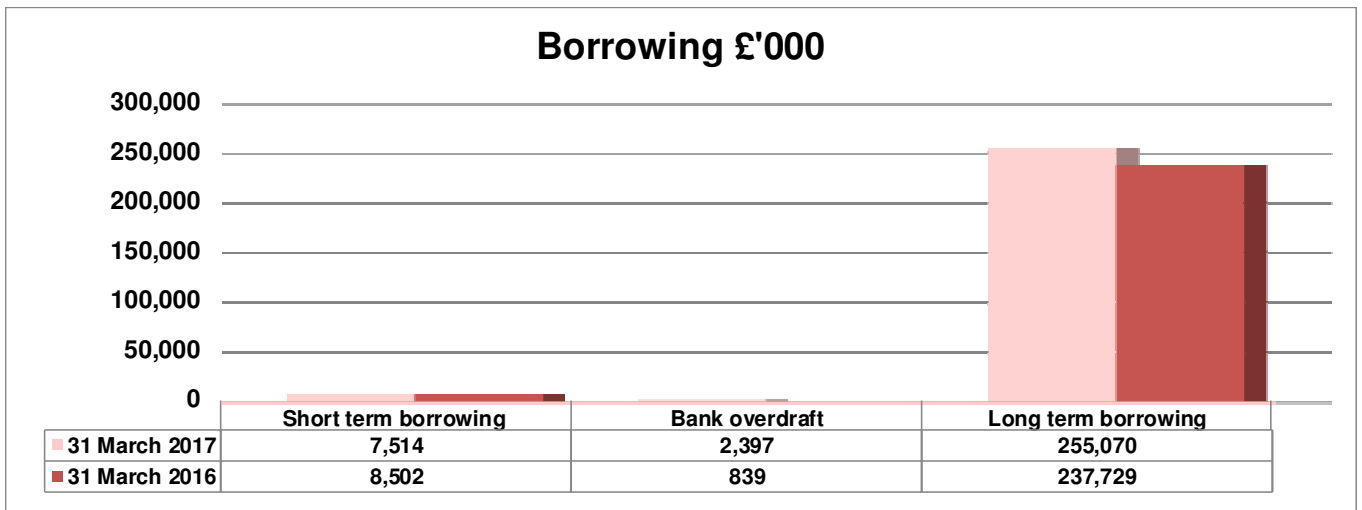 Borrowing £'000
300,000
250,000
200,000
150,000
100,000
50,000
0
Short term borrowing Bank overdraft Long term borrowing
31 March 2017 7,514 2,397 255,070
31 March 2016 8,502 839 237,729